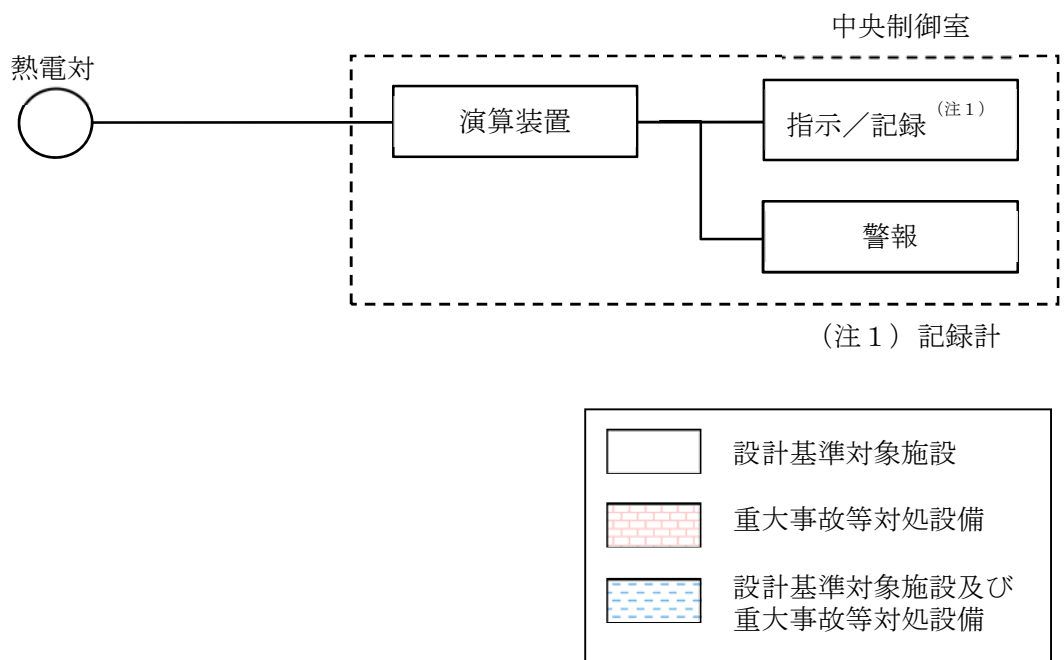 中央制御室
熱電対
演算装置
指示／記録（注１）
警報
（注１）記録計
設計基準対象施設
重大事故等対処設備
設計基準対象施設及び
重大事故等対処設備